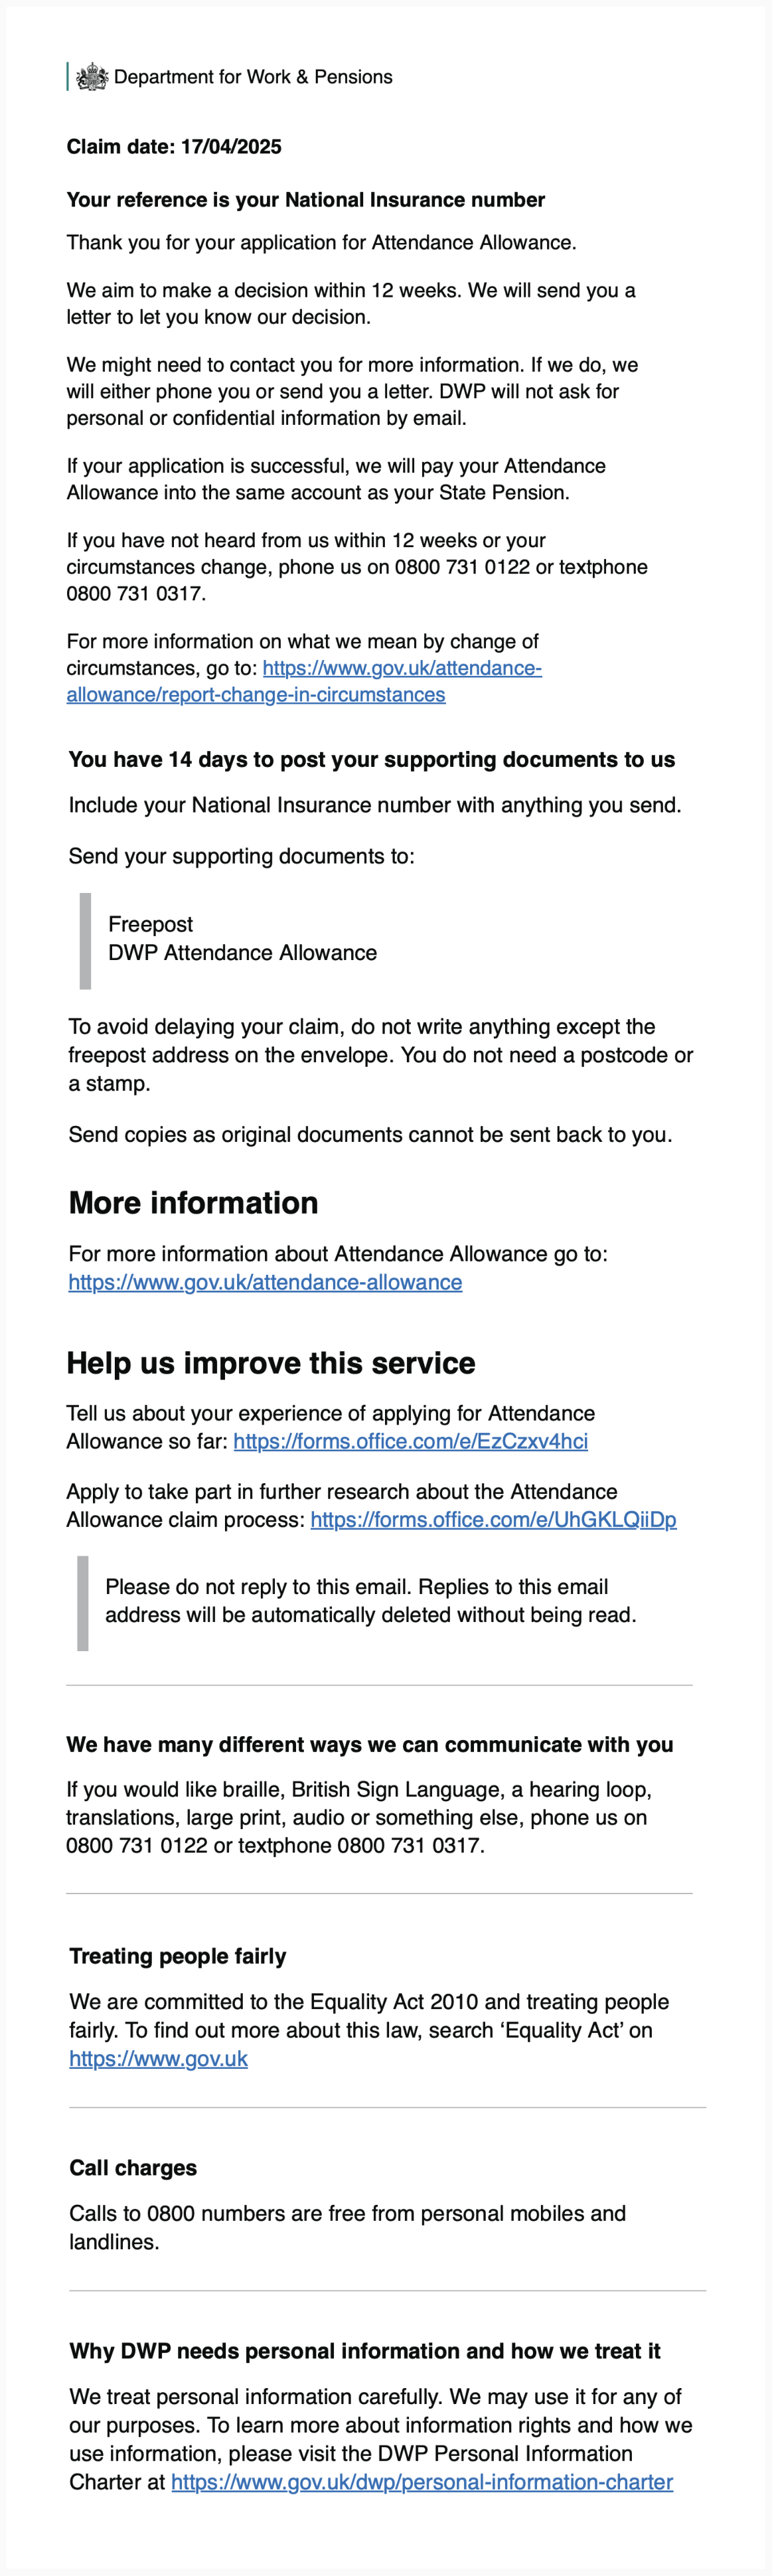 Department for Work & Pensions
Claim date: 17/04/2025
Your reference is your National Insurance number
Thank you for your application for Attendance Allowance.
We aim to make a decision within 12 weeks. We will send you a
letter to let you know our decision.
We might need to contact you for more information. If we do, we
will either phone you or send you a letter. DWP will not ask for
personal or confidential information by email.
If your application is successful, we will pay your Attendance
Allowance into the same account as your State Pension.
If you have not heard from us within 12 weeks or your
circumstances change, phone us on 0800 731 0122 or textphone
0800 731 0317.
For more information on what we mean by change of
circumstances, go to: https://www.gov.uk/attendance-
allowance/report-change-in-circumstances
You have 14 days to post your supporting documents to us
Include your National Insurance number with anything you send.
Send your supporting documents to:
Freepost
DWP Attendance Allowance
To avoid delaying your claim, do not write anything except the
freepost address on the envelope. You do not need a postcode or
a stamp.
Send copies as original documents cannot be sent back to you.
More information
For more information about Attendance Allowance go to:
https://www.gov.uk/attendance-allowance
Help us improve this service
Tell us about your experience of applying for Attendance
Allowance so far: https://forms.office.com/e/EzCzxv4hci
Apply to take part in further research about the Attendance
Allowance claim process: https://forms.office.com/e/UhGKLQiiDp
Please do not reply to this email. Replies to this email
address will be automatically deleted without being read.
We have many different ways we can communicate with you
If you would like braille, British Sign Language, a hearing loop,
translations, large print, audio or something else, phone us on
0800 731 0122 or textphone 0800 731 0317.
Treating people fairly
We are committed to the Equality Act 2010 and treating people
fairly. To find out more about this law, search ‘Equality Act’ on
https://www.gov.uk
Call charges
Calls to 0800 numbers are free from personal mobiles and
landlines.
Why DWP needs personal information and how we treat it
We treat personal information carefully. We may use it for any of
our purposes. To learn more about information rights and how we
use information, please visit the DWP Personal Information
Charter at https://www.gov.uk/dwp/personal-information-charter